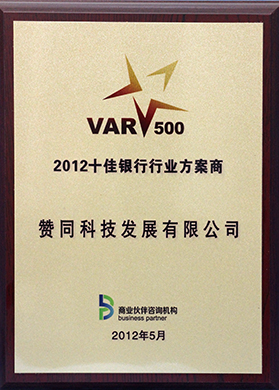 VAR 500
2012十佳银行行业方案商
赞同科技发展有限公司
商业伙伴咨询机构
business partner
2012年5月